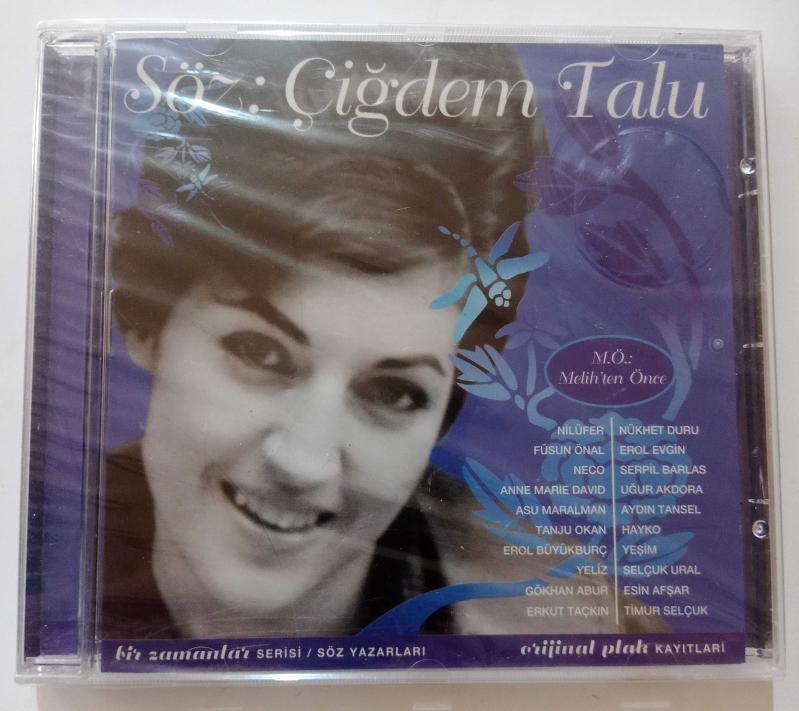 Söz: Çiğdem Talu
M.Ö.:
Melih'ten Önce
NİLÜFER NÜKHET DURU
FÜSUN ÖNAL EROL EVGİN
NECO SERPİL BARLAS
ANNE MARIE DAVID UĞUR AKDORA
ASU MARALMAN AYDIN TANSEL
TANJU OKAN HAYKO
EROL BÜYÜKBURÇ YEŞİM
YELİZ SELÇUK URAL
GÖKHAN ABUR ESİN AFŞAR
ERKUT TAÇKIN TİMUR SELÇUK
bir zamanlar SERİSİ / SÖZ YAZARLARI orijinal plak KAYITLARI